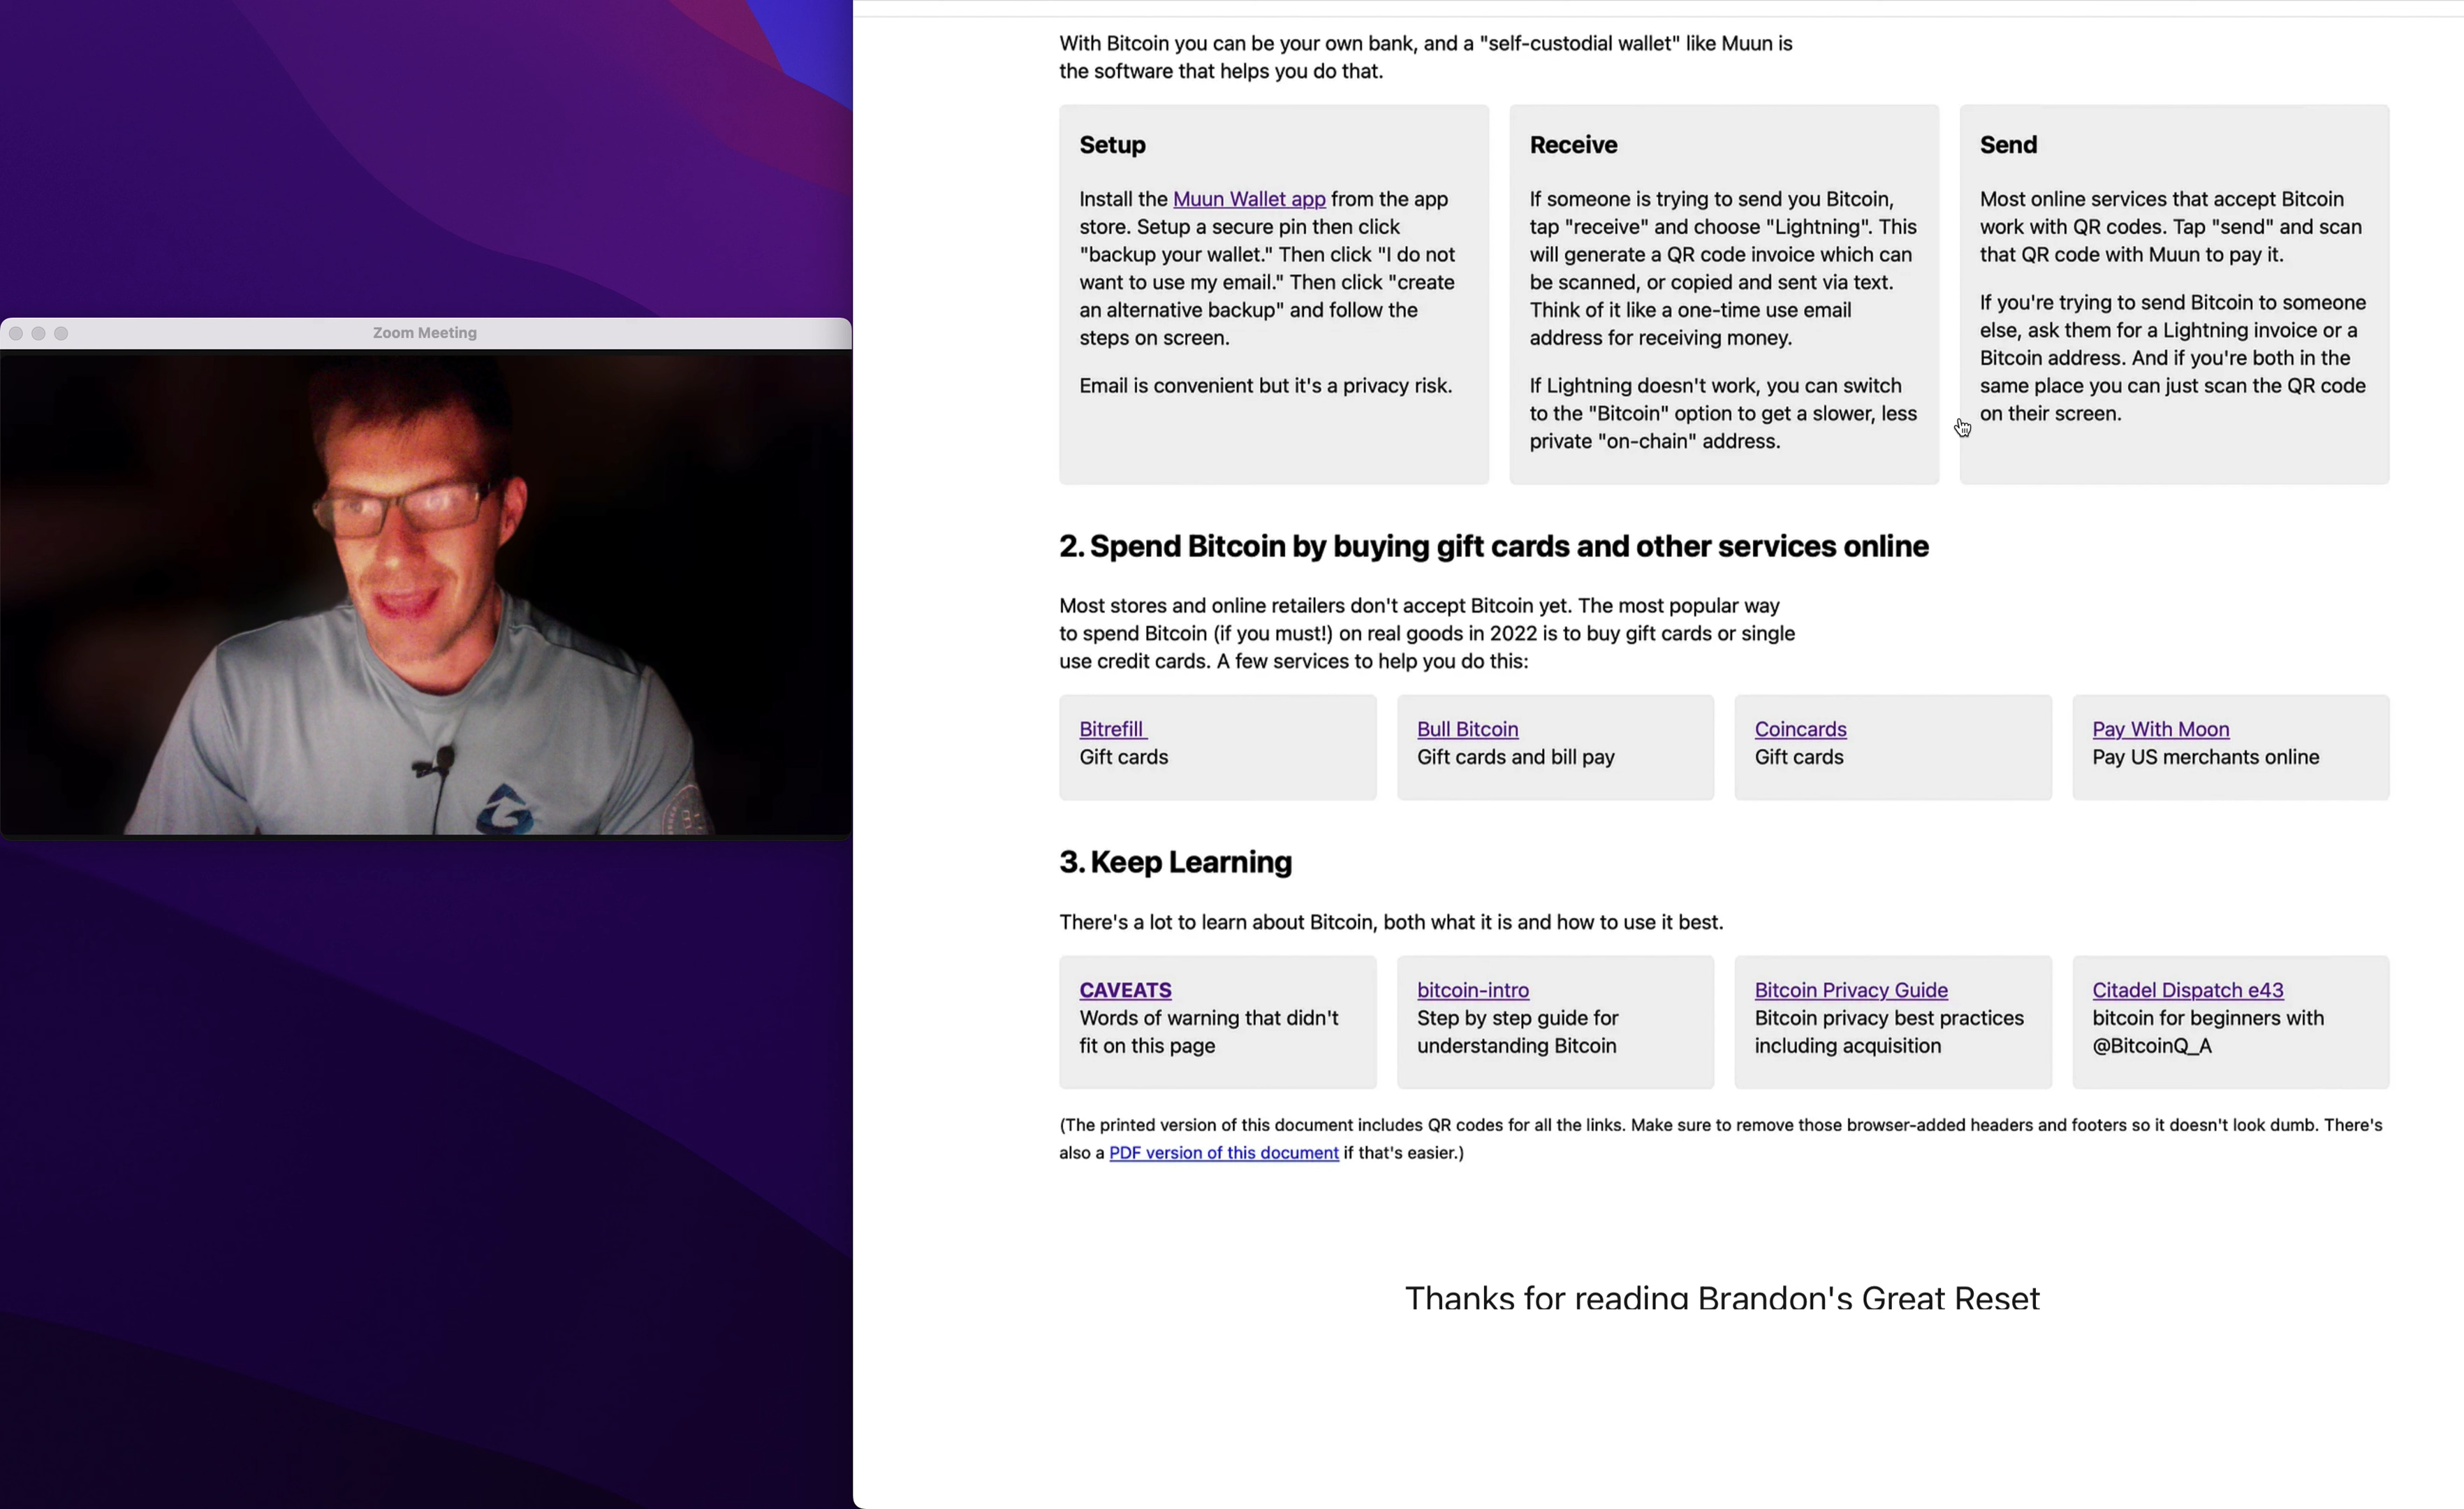 With Bitcoin you can be your own bank, and a "self-custodial wallet" like Muun is
the software that helps you do that.
Setup
Install the Muun Wallet app from the app
store. Setup a secure pin then click
"backup your wallet." Then click "I do not
want to use my email." Then click "create
an alternative backup" and follow the
steps on screen.
Email is convenient but it's a privacy risk.
Receive
If someone is trying to send you Bitcoin,
tap "receive" and choose "Lightning". This
will generate a QR code invoice which can
be scanned, or copied and sent via text.
Think of it like a one-time use email
address for receiving money.
If Lightning doesn't work, you can switch
to the "Bitcoin" option to get a slower, less
private "on-chain" address.
Send
Most online services that accept Bitcoin
work with QR codes. Tap "send" and scan
that QR code with Muun to pay it.
If you're trying to send Bitcoin to someone
else, ask them for a Lightning invoice or a
Bitcoin address. And if you're both in the
same place you can just scan the QR code
on their screen.
Zoom Meeting
2. Spend Bitcoin by buying gift cards and other services online
Most stores and online retailers don't accept Bitcoin yet. The most popular way
to spend Bitcoin (if you must!) on real goods in 2022 is to buy gift cards or single
use credit cards. A few services to help you do this:
Bitrefill
Gift cards
Bull Bitcoin
Gift cards and bill pay
Coincards
Gift cards
Pay With Moon
Pay US merchants online
3. Keep Learning
There's a lot to learn about Bitcoin, both what it is and how to use it best.
CAVEATS
Words of warning that didn't
fit on this page
bitcoin-intro
Step by step guide for
understanding Bitcoin
Bitcoin Privacy Guide
Bitcoin privacy best practices
including acquisition
Citadel Dispatch e43
bitcoin for beginners with
@BitcoinQ_A
(The printed version of this document includes QR codes for all the links. Make sure to remove those browser-added headers and footers so it doesn't look dumb. There's
also a PDF version of this document if that's easier.)
Thanks for reading Brandon's Great Reset